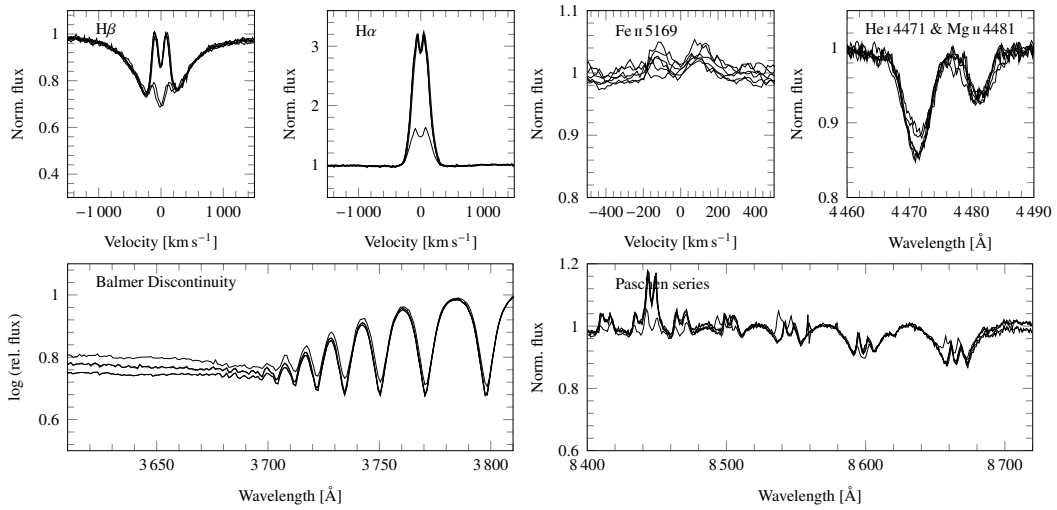 Hβ
Norm. flux
1
0.8
0.6
0.4
−1 000
0
1 000
Velocity [km s⁻¹]
Hα
Norm. flux
3
2
1
−1 000
0
1 000
Velocity [km s⁻¹]
Fe II 5169
Norm. flux
1.1
1
0.9
0.8
−400
−200
0
200
400
Velocity [km s⁻¹]
He I 4471 & Mg II 4481
Norm. flux
1
0.9
0.8
4 460
4 470
4 480
4 490
Wavelength [Å]
Balmer Discontinuity
log (rel. flux)
1
0.8
0.6
3 650
3 700
3 750
3 800
Wavelength [Å]
Paschen series
Norm. flux
1.2
1
0.8
0.6
8 400
8 500
8 600
8 700
Wavelength [Å]